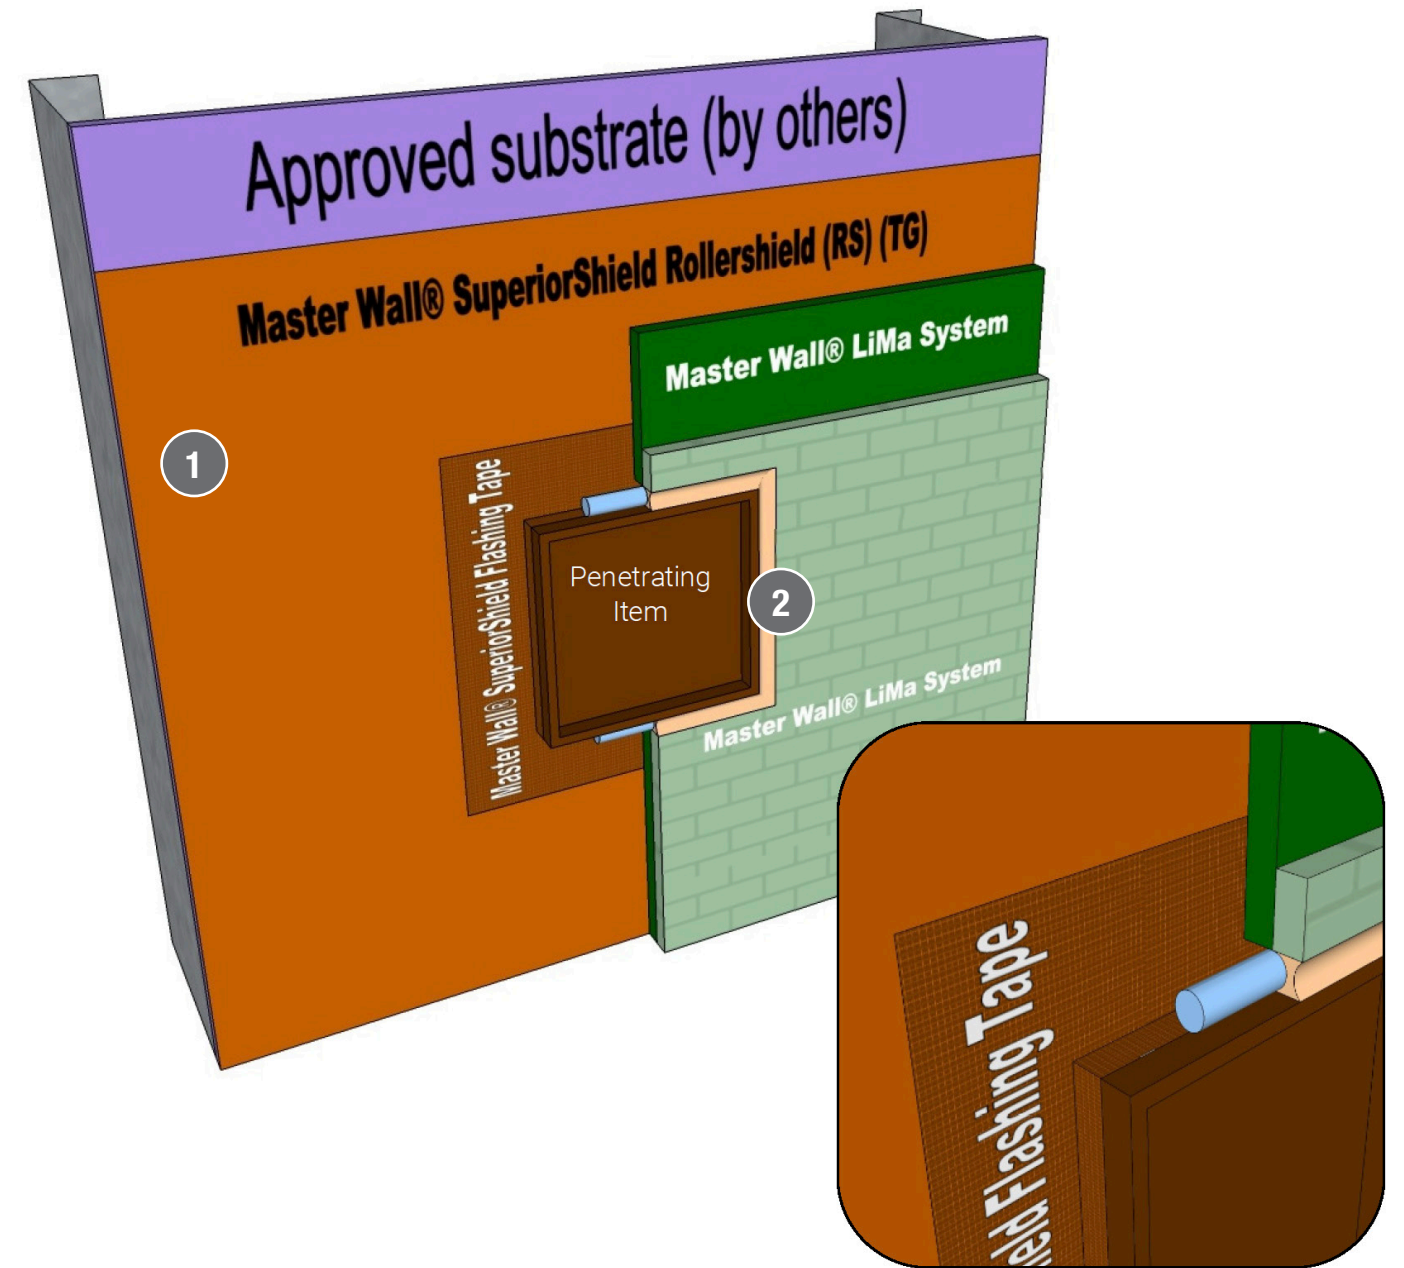 Approved substrate (by others)
Master Wall® SuperiorShield Rollershield (RS) (TG)
Master Wall® LiMa System
1
Master Wall® SuperiorShield Flashing Tape
Penetrating
Item
2
Master Wall® LiMa System
ield Flashing Tape